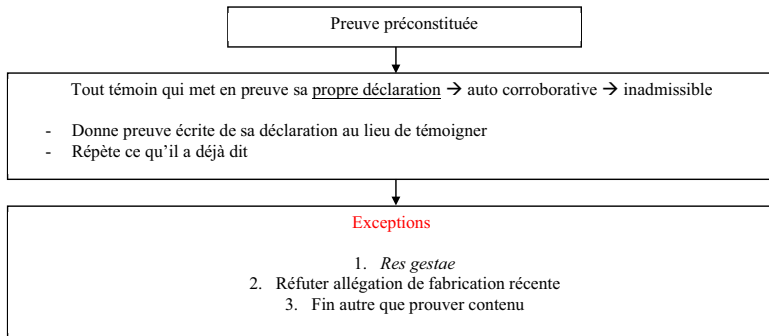 Preuve préconstituée
Tout témoin qui met en preuve sa propre déclaration → auto corroborative → inadmissible
- Donne preuve écrite de sa déclaration au lieu de témoigner
- Répète ce qu'il a déjà dit
Exceptions
1. Res gestae
2. Réfuter allégation de fabrication récente
3. Fin autre que prouver contenu